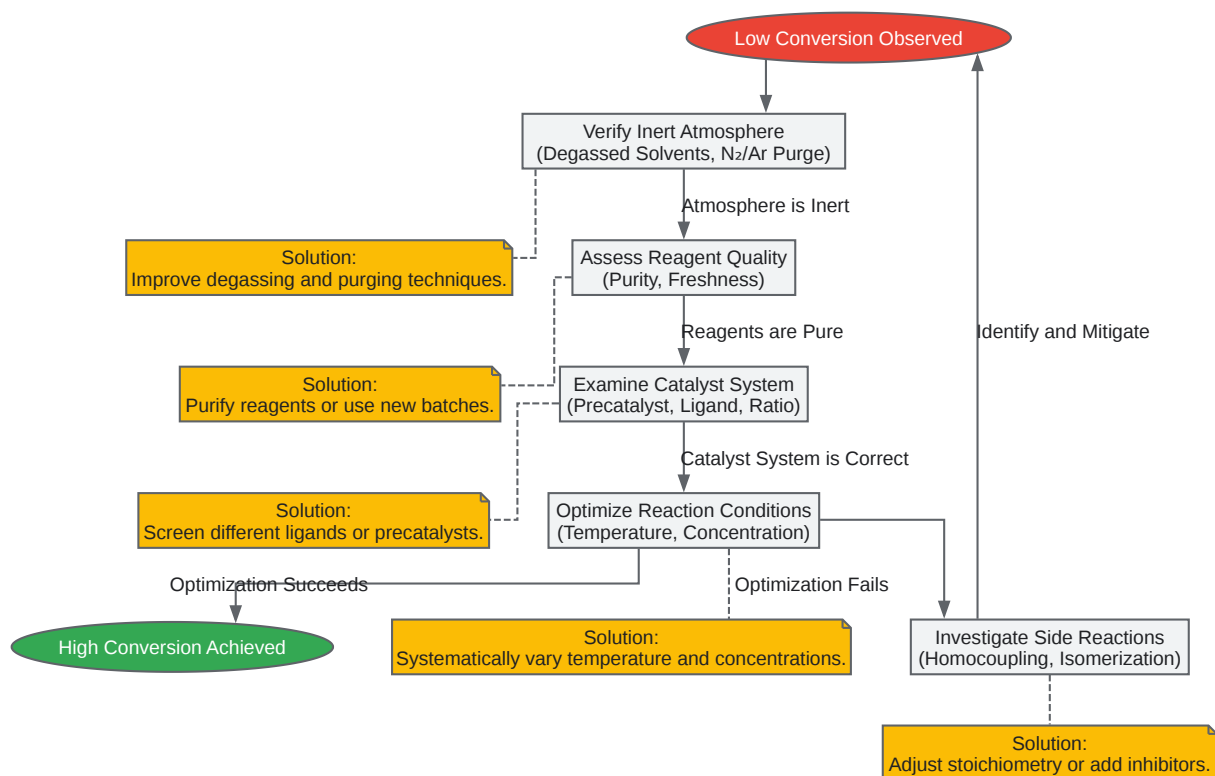 Low Conversion Observed
Verify Inert Atmosphere
(Degassed Solvents, N₂/Ar Purge)
Atmosphere is Inert
Solution:
Improve degassing and purging techniques.
Assess Reagent Quality
(Purity, Freshness)
Reagents are Pure
Identify and Mitigate
Solution:
Purify reagents or use new batches.
Examine Catalyst System
(Precatalyst, Ligand, Ratio)
Catalyst System is Correct
Solution:
Screen different ligands or precatalysts.
Optimize Reaction Conditions
(Temperature, Concentration)
Optimization Succeeds
Optimization Fails
High Conversion Achieved
Solution:
Systematically vary temperature and concentrations.
Investigate Side Reactions
(Homocoupling, Isomerization)
Solution:
Adjust stoichiometry or add inhibitors.